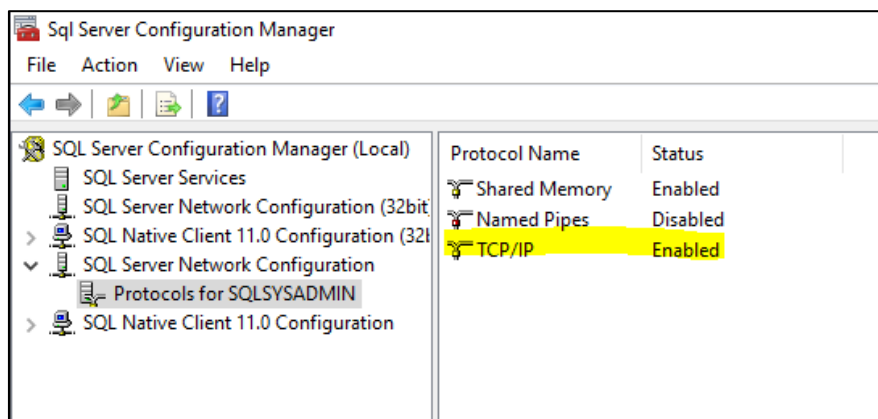 Sql Server Configuration Manager
File Action View Help
SQL Server Configuration Manager (Local)
SQL Server Services
SQL Server Network Configuration (32bit
SQL Native Client 11.0 Configuration (32
SQL Server Network Configuration
Protocols for SQLSYSADMIN
SQL Native Client 11.0 Configuration
Protocol Name Status
Shared Memory Enabled
Named Pipes Disabled
TCP/IP Enabled